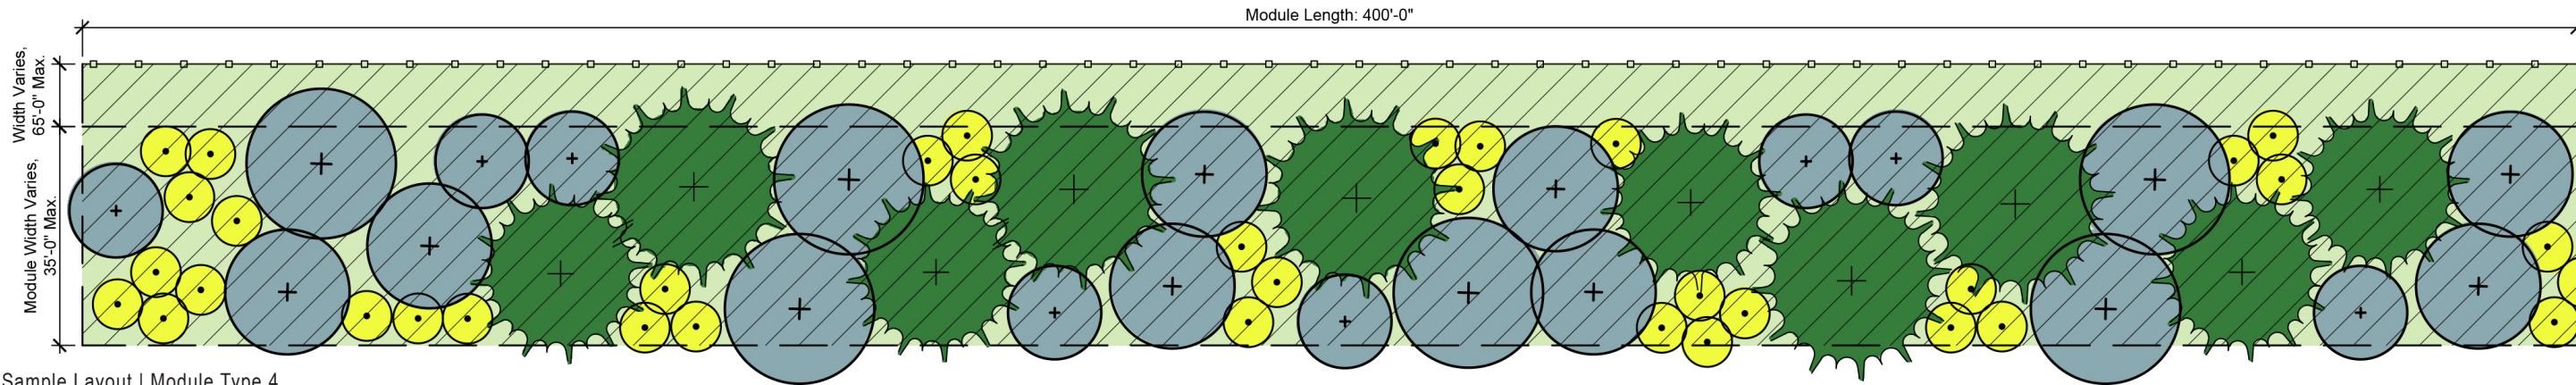 Module Length: 400'-0"
Width Varies,
65'-0" Max.
Module Width Varies,
35'-0" Max.
Sample Layout | Module Type 4